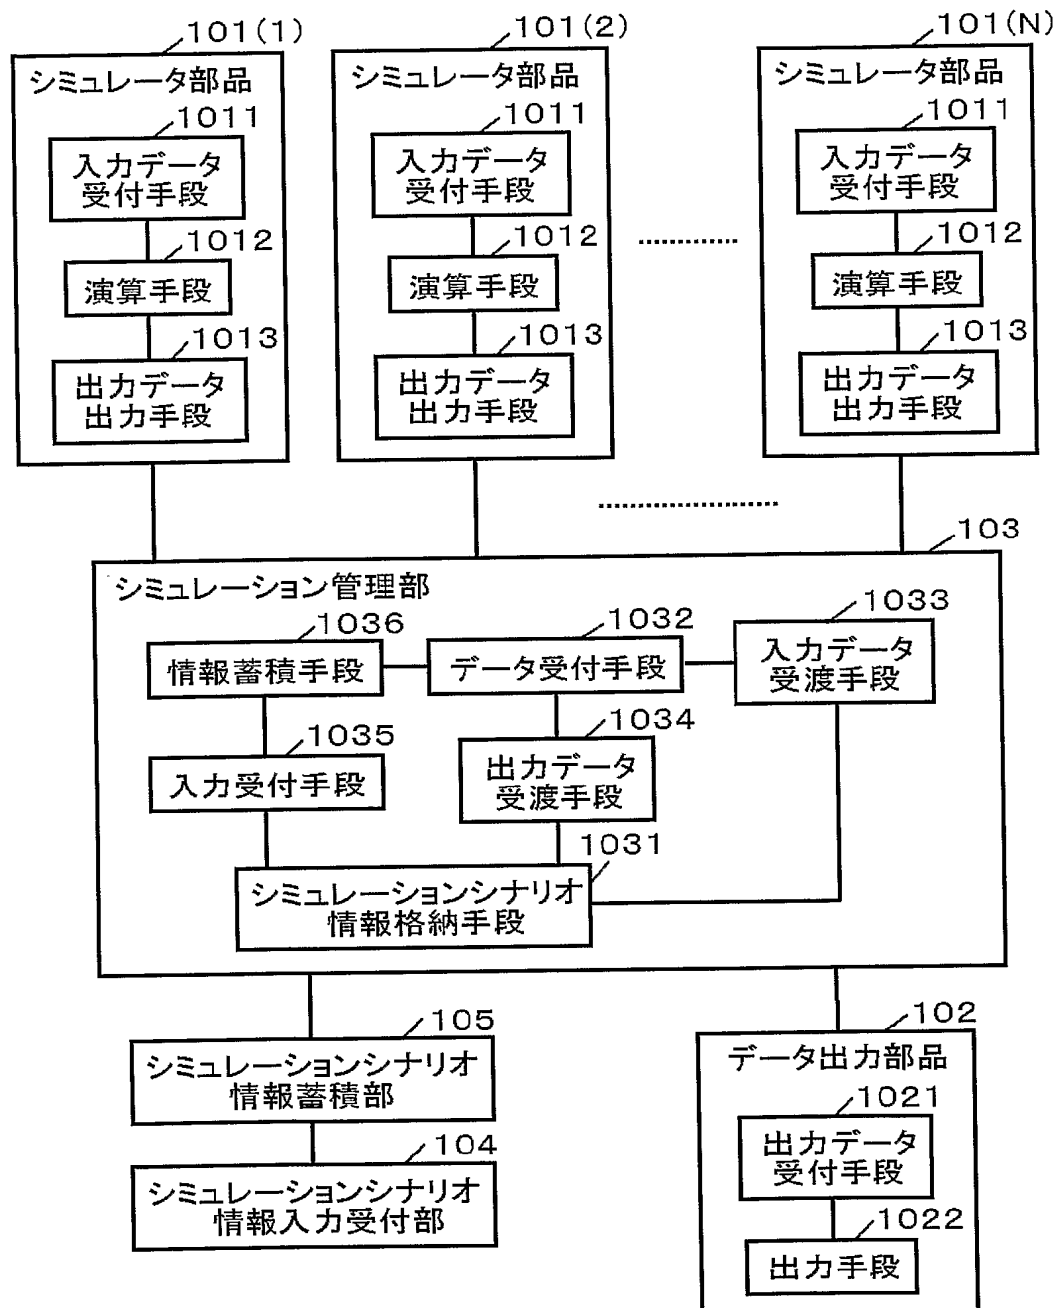 101(1)
シミュレータ部品
1011
入力データ
受付手段
1012
演算手段
1013
出力データ
出力手段
101(2)
シミュレータ部品
1011
入力データ
受付手段
1012
演算手段
1013
出力データ
出力手段
101(N)
シミュレータ部品
1011
入力データ
受付手段
1012
演算手段
1013
出力データ
出力手段
103
シミュレーション管理部
1036
情報蓄積手段
1032
データ受付手段
1033
入力データ
受渡手段
1035
入力受付手段
1034
出力データ
受渡手段
1031
シミュレーションシナリオ
情報格納手段
105
シミュレーションシナリオ
情報蓄積部
104
シミュレーションシナリオ
情報入力受付部
102
データ出力部品
1021
出力データ
受付手段
1022
出力手段